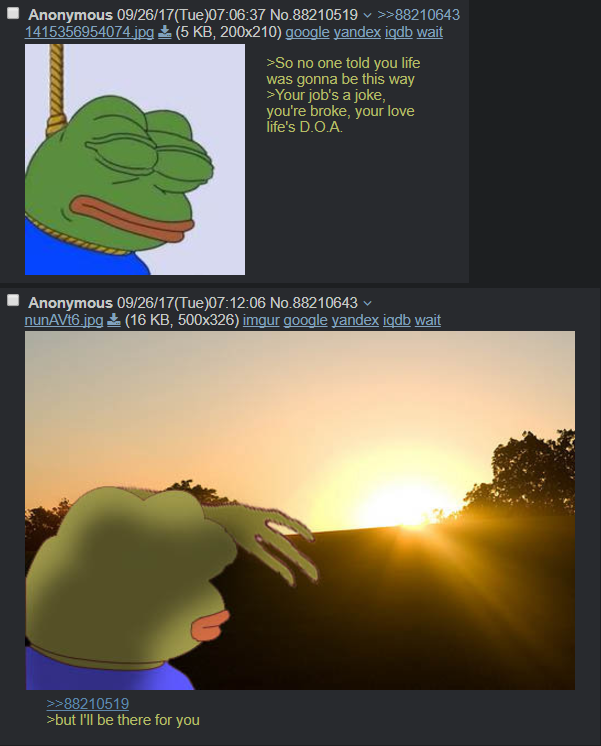 Anonymous 09/26/17(Tue)07:06:37 No.88210519 >>88210643
1415356954074.jpg (5 KB, 200x210) google yandex iqdb wait
>So no one told you life
was gonna be this way
>Your job's a joke,
you're broke, your love
life's D.O.A.
Anonymous 09/26/17(Tue)07:12:06 No.88210643
nunAVt6.jpg (16 KB, 500x326) imgur google yandex iqdb wait
>>88210519
>but I'll be there for you